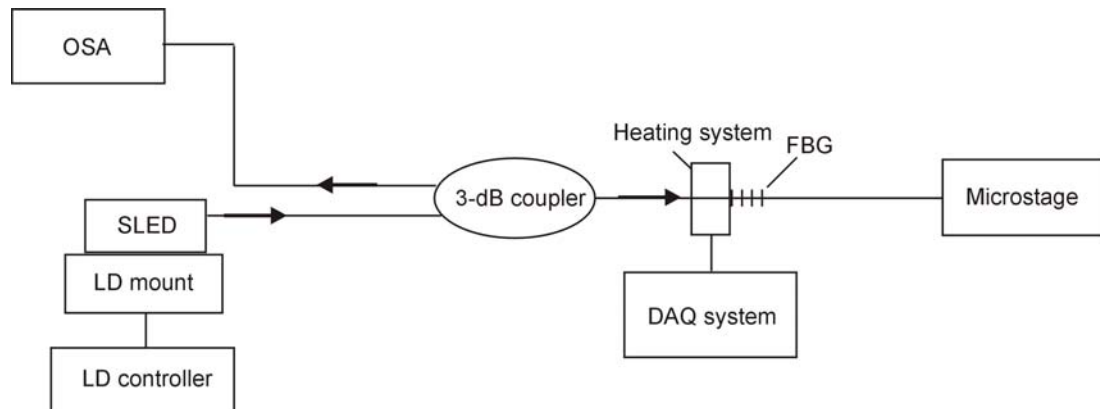 OSA
Heating system
FBG
3-dB coupler
Microstage
SLED
LD mount
DAQ system
LD controller